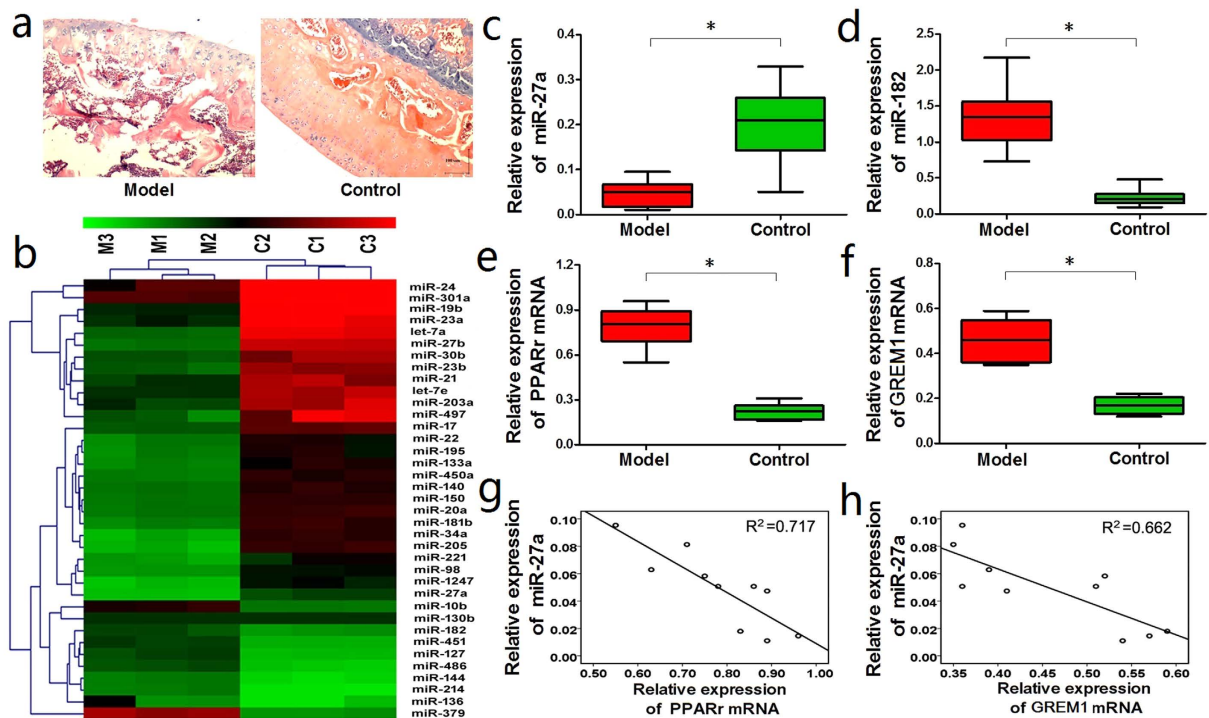 a
Model
Control
b
M3
M1
M2
C2
C1
C3
miR-24
miR-301a
miR-19b
miR-23a
let-7a
miR-27b
miR-30b
miR-23b
miR-21
let-7e
miR-203a
miR-497
miR-17
miR-22
miR-195
miR-133a
miR-450a
miR-140
miR-150
miR-20a
miR-181b
miR-34a
miR-205
miR-221
miR-98
miR-1247
miR-27a
miR-10b
miR-130b
miR-182
miR-451
miR-127
miR-486
miR-144
miR-214
miR-136
miR-379
c
Relative expression
of miR-27a
0.4
0.3
0.2
0.1
0.0
*
Model
Control
d
Relative expression
of miR-182
2.5
2.0
1.5
1.0
0.5
0.0
*
Model
Control
e
Relative expression
of PPARr mRNA
1.2
0.9
0.6
0.3
0.0
*
Model
Control
f
Relative expression
of GREM1 mRNA
0.8
0.6
0.4
0.2
0.0
*
Model
Control
g
Relative expression
of miR-27a
0.10
0.08
0.06
0.04
0.02
0.00
R²=0.717
0.50
0.60
0.70
0.80
0.90
1.00
Relative expression
of PPARr mRNA
h
Relative expression
of miR-27a
0.10
0.08
0.06
0.04
0.02
0.00
R²=0.662
0.35
0.40
0.45
0.50
0.55
0.60
Relative expression
of GREM1 mRNA